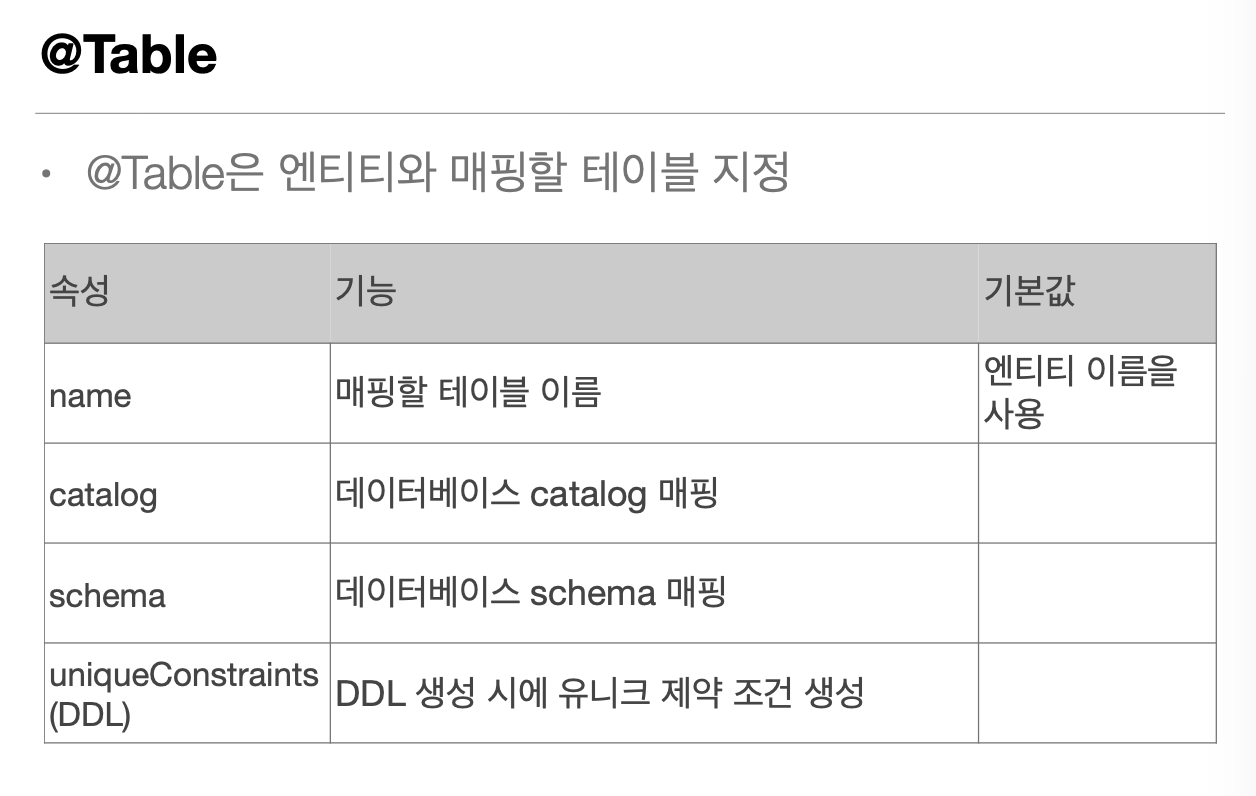 @Table
• @Table은 엔티티와 매핑할 테이블 지정
속성 기능 기본값
name 매핑할 테이블 이름 엔티티 이름을
사용
catalog 데이터베이스 catalog 매핑
schema 데이터베이스 schema 매핑
uniqueConstraints
(DDL) DDL 생성 시에 유니크 제약 조건 생성